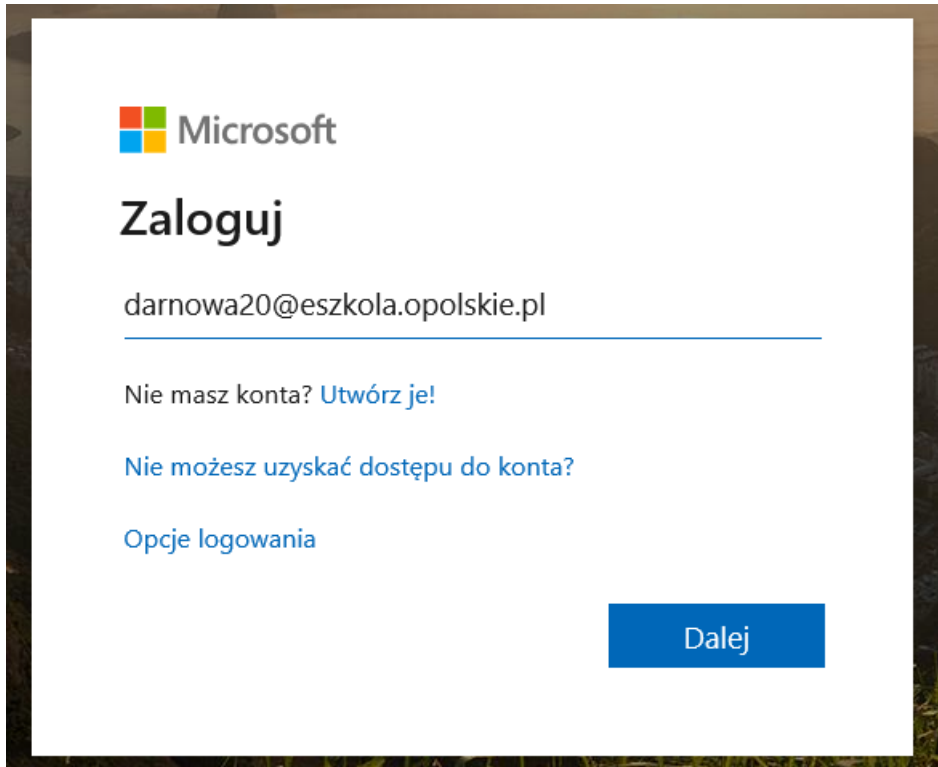 Microsoft
Zaloguj
darnowa20@eszkola.opolskie.pl
Nie masz konta? Utwórz je!
Nie możesz uzyskać dostępu do konta?
Opcje logowania
Dalej